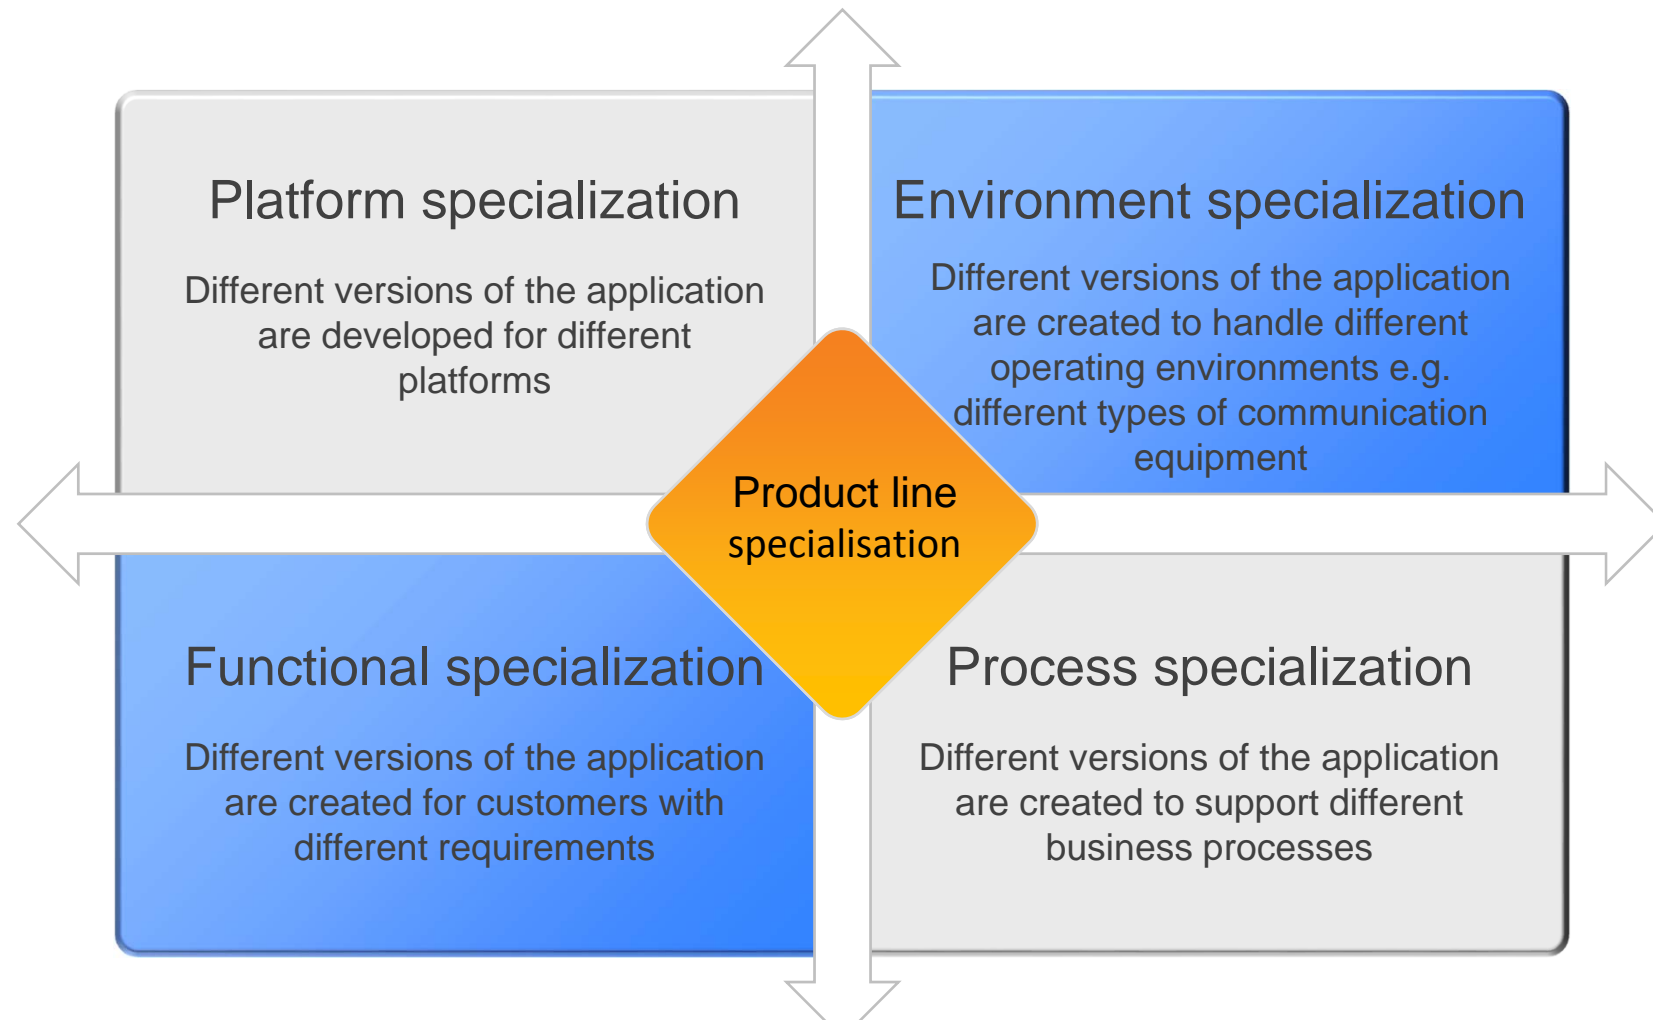 Platform specialization
Different versions of the application
are developed for different
platforms
Environment specialization
Different versions of the application
are created to handle different
operating environments e.g.
different types of communication
equipment
Product line
specialisation
Functional specialization
Different versions of the application
are created for customers with
different requirements
Process specialization
Different versions of the application
are created to support different
business processes